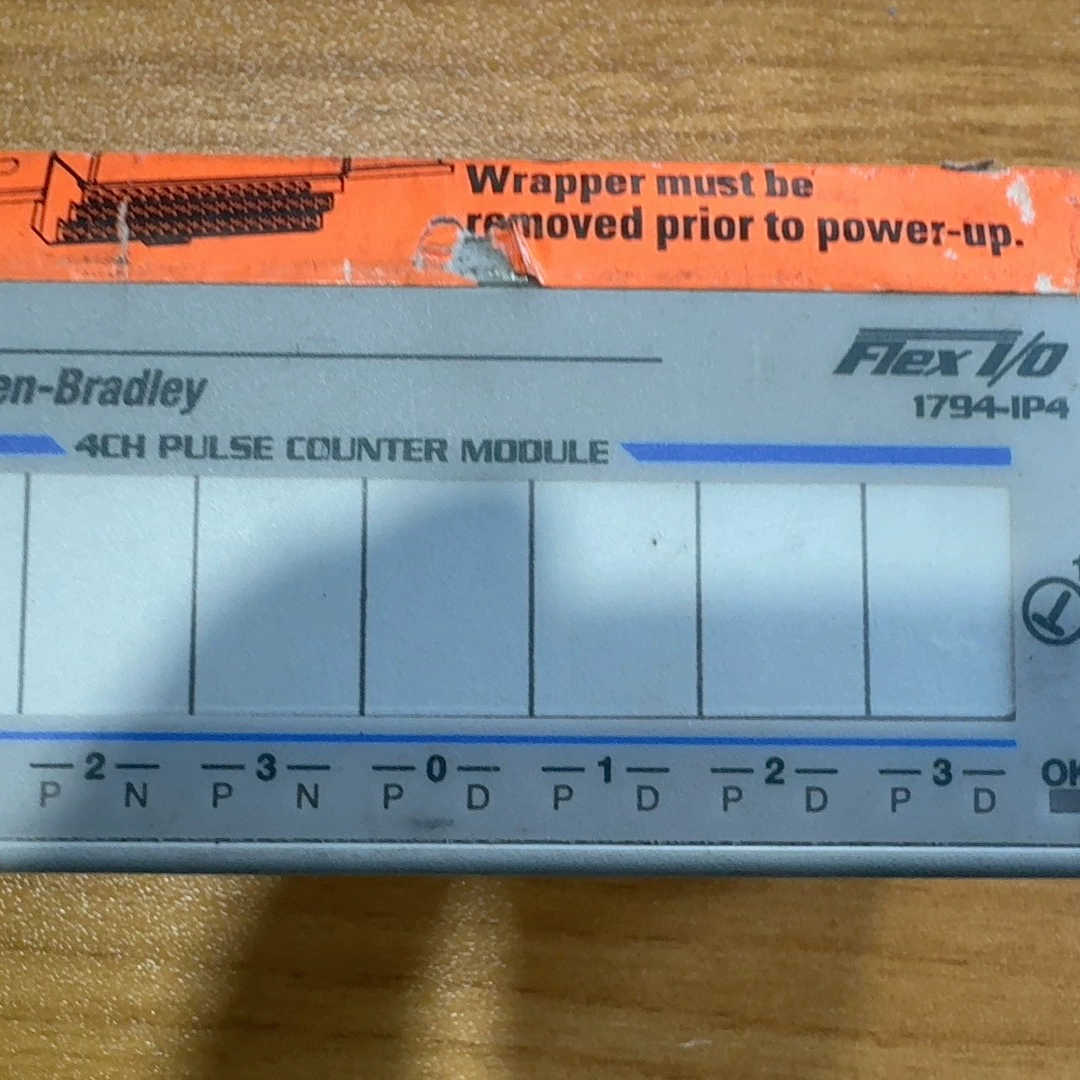 Wrapper must be
removed prior to power-up.
Flex I/O
en-Bradley
1794-IP4
4CH PULSE COUNTER MODULE
2 3 0 1 2 3 OK
P N P N P D P D P D P D